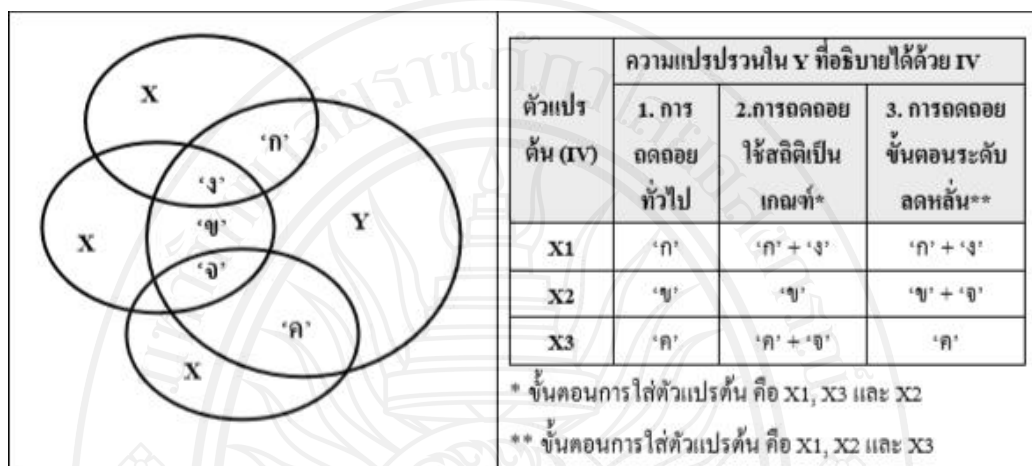 X
'ก'
'ง'
X
'ข'
Y
'จ'
'ค'
X
ความแปรปรวนใน Y ที่อธิบายได้ด้วย IV
ตัวแปร
ต้น (IV)
1. การ
ถดถอย
ทั่วไป
2.การถดถอย
ใช้สถิติเป็น
เกณฑ์*
3. การถดถอย
ขั้นตอนระดับ
ลดหลั่น**
X1 'ก' 'ก' + 'ง' 'ก' + 'ง'
X2 'ข' 'ข' 'ข' + 'จ'
X3 'ค' 'ค' + 'จ' 'ค'
* ขั้นตอนการใส่ตัวแปรต้น คือ X1, X3 และ X2
** ขั้นตอนการใส่ตัวแปรต้น คือ X1, X2 และ X3